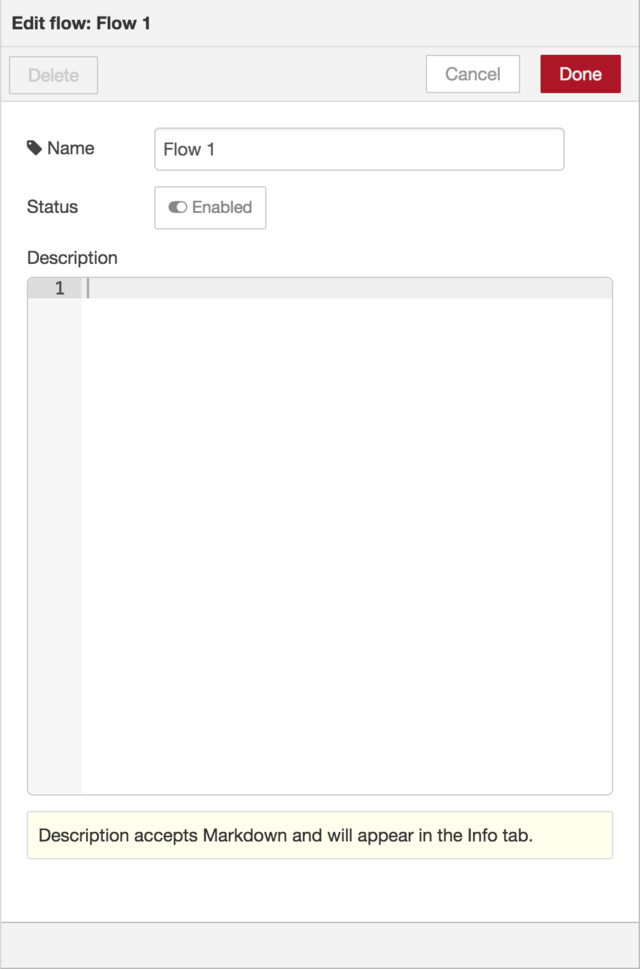 Edit flow: Flow 1
Delete
Cancel
Done
Name
Flow 1
Status
Enabled
Description
1
Description accepts Markdown and will appear in the Info tab.